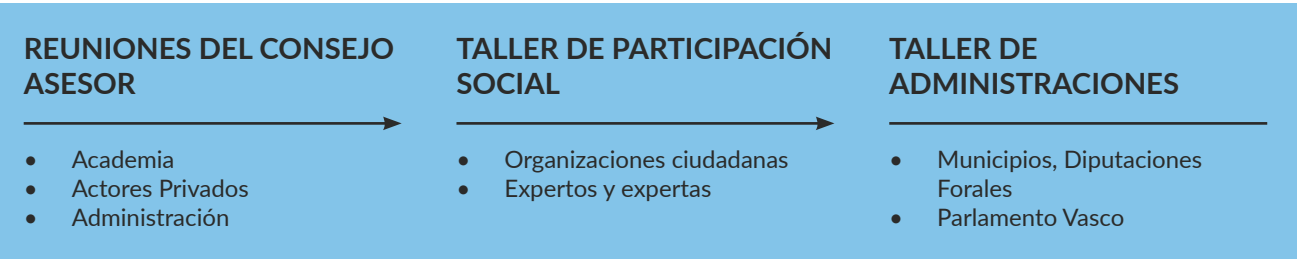 REUNIONES DEL CONSEJO
ASESOR
• Academia
• Actores Privados
• Administración
TALLER DE PARTICIPACIÓN
SOCIAL
• Organizaciones ciudadanas
• Expertos y expertas
TALLER DE
ADMINISTRACIONES
• Municipios, Diputaciones
Forales
• Parlamento Vasco